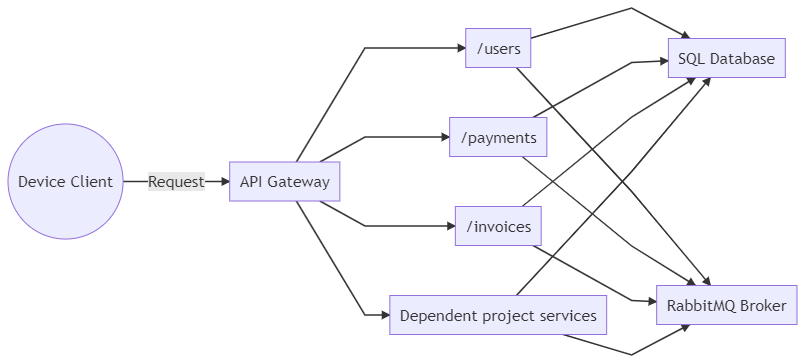 Device Client
Request
API Gateway
/users
/payments
/invoices
Dependent project services
SQL Database
RabbitMQ Broker